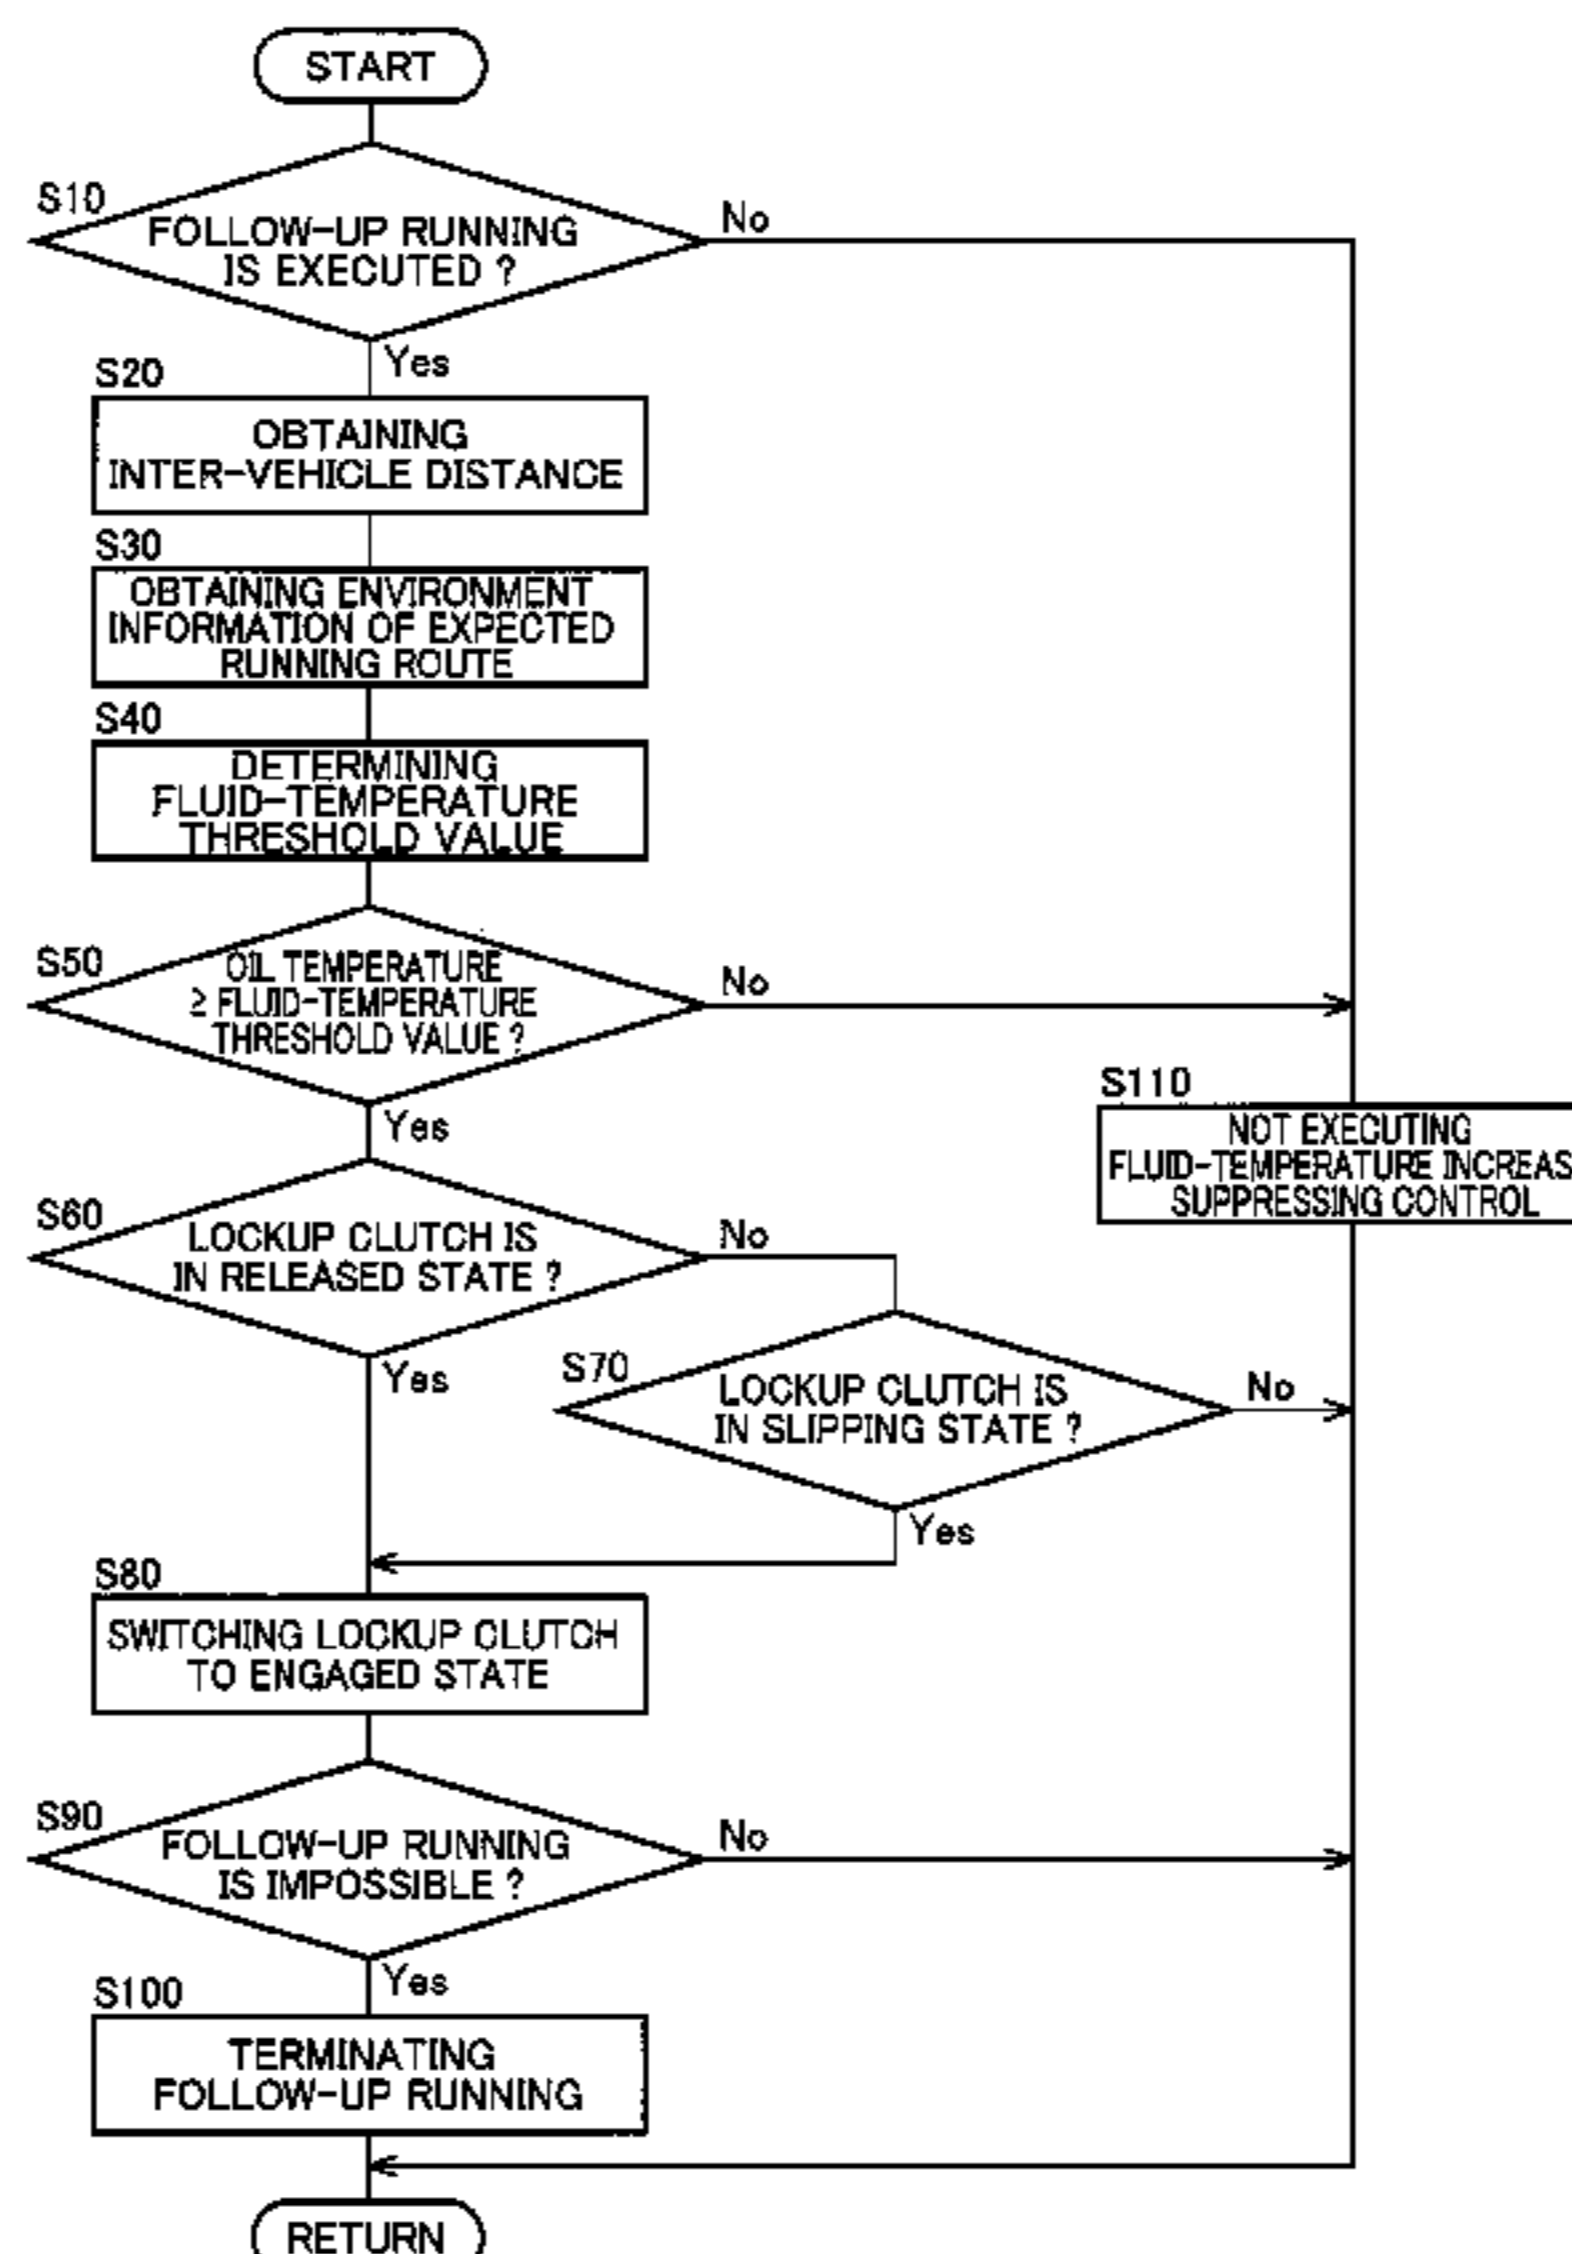 START
S10
FOLLOW-UP RUNNING
IS EXECUTED ?
No
Yes
S20
OBTAINING
INTER-VEHICLE DISTANCE
S30
OBTAINING ENVIRONMENT
INFORMATION OF EXPECTED
RUNNING ROUTE
S40
DETERMINING
FLUID-TEMPERATURE
THRESHOLD VALUE
S50
OIL TEMPERATURE
≥ FLUID-TEMPERATURE
THRESHOLD VALUE ?
No
Yes
S110
NOT EXECUTING
FLUID-TEMPERATURE INCREAS
SUPPRESSING CONTROL
S60
LOCKUP CLUTCH IS
IN RELEASED STATE ?
No
Yes
S70
LOCKUP CLUTCH IS
IN SLIPPING STATE ?
No
Yes
S80
SWITCHING LOCKUP CLUTCH
TO ENGAGED STATE
S90
FOLLOW-UP RUNNING
IS IMPOSSIBLE ?
No
Yes
S100
TERMINATING
FOLLOW-UP RUNNING
RETURN